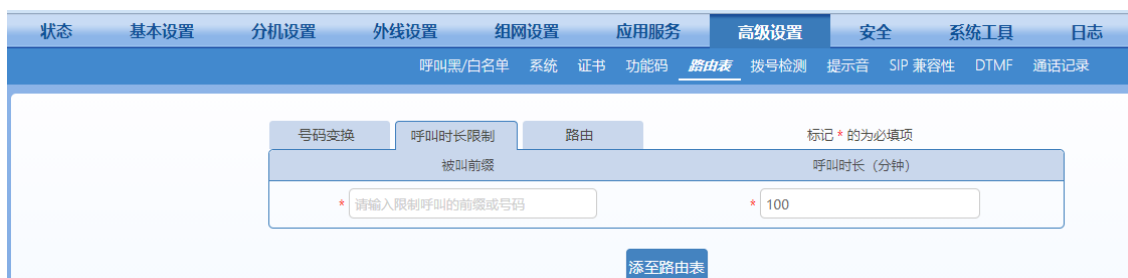 状态 基本设置 分机设置 外线设置 组网设置 应用服务 高级设置 安全 系统工具 日志
呼叫黑/白名单 系统 证书 功能码 路由表 拨号检测 提示音 SIP 兼容性 DTMF 通话记录
号码变换 呼叫时长限制 路由 标记 * 的为必填项
被叫前缀 呼叫时长（分钟）
* 请输入限制呼叫的前缀或号码 * 100
添至路由表